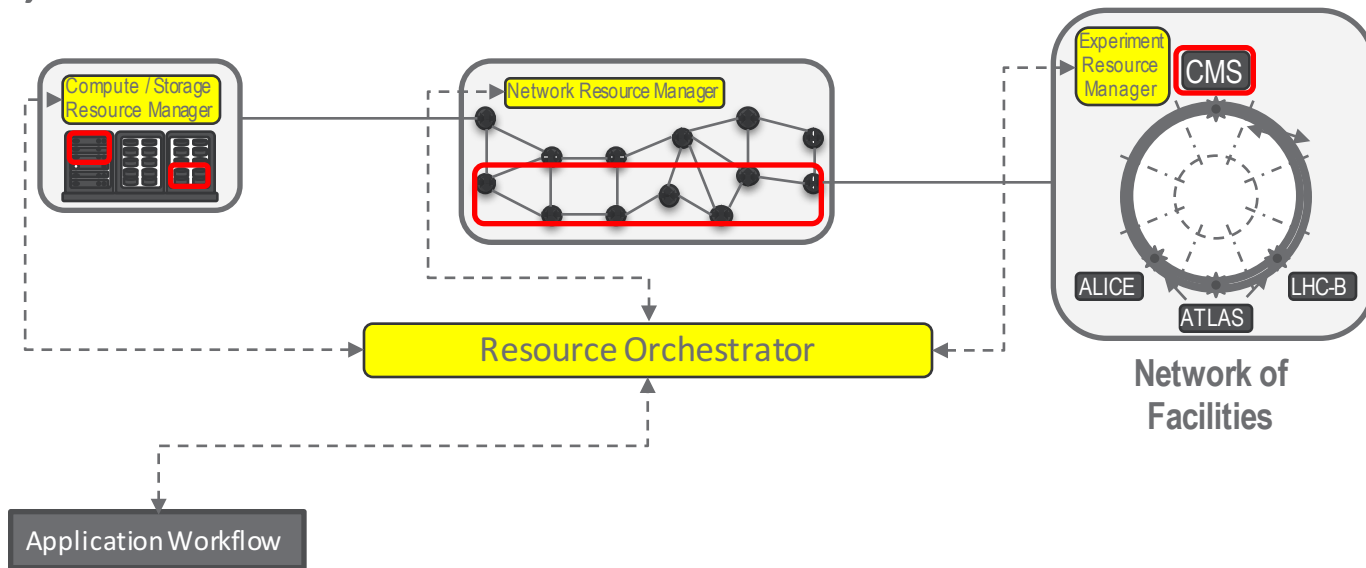 Compute / Storage
Resource Manager
Network Resource Manager
Experiment
Resource
Manager
CMS
ALICE
LHC-B
ATLAS
Resource Orchestrator
Network of
Facilities
Application Workflow